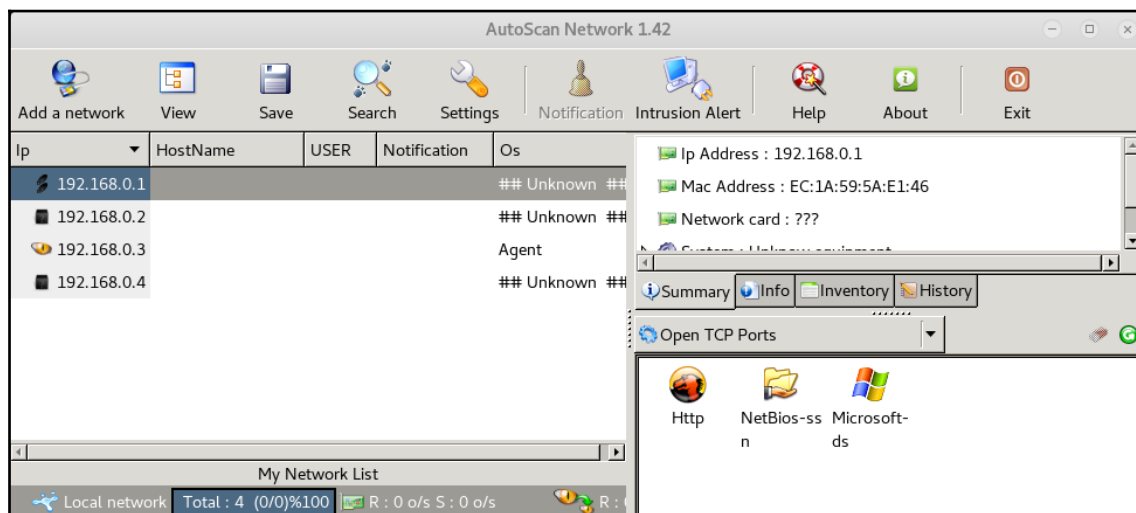 AutoScan Network 1.42
Add a network View Save Search Settings Notification Intrusion Alert Help About Exit
Ip HostName USER Notification Os
192.168.0.1 ## Unknown ##
192.168.0.2 ## Unknown ##
192.168.0.3 Agent
192.168.0.4 ## Unknown ##
My Network List
Local network Total : 4 (0/0)%100 R : 0 o/s S : 0 o/s R :
Ip Address : 192.168.0.1
Mac Address : EC:1A:59:5A:E1:46
Network card : ???
System : Unknow equipment
Summary Info Inventory History
Open TCP Ports
Http NetBios-ss Microsoft-
n ds